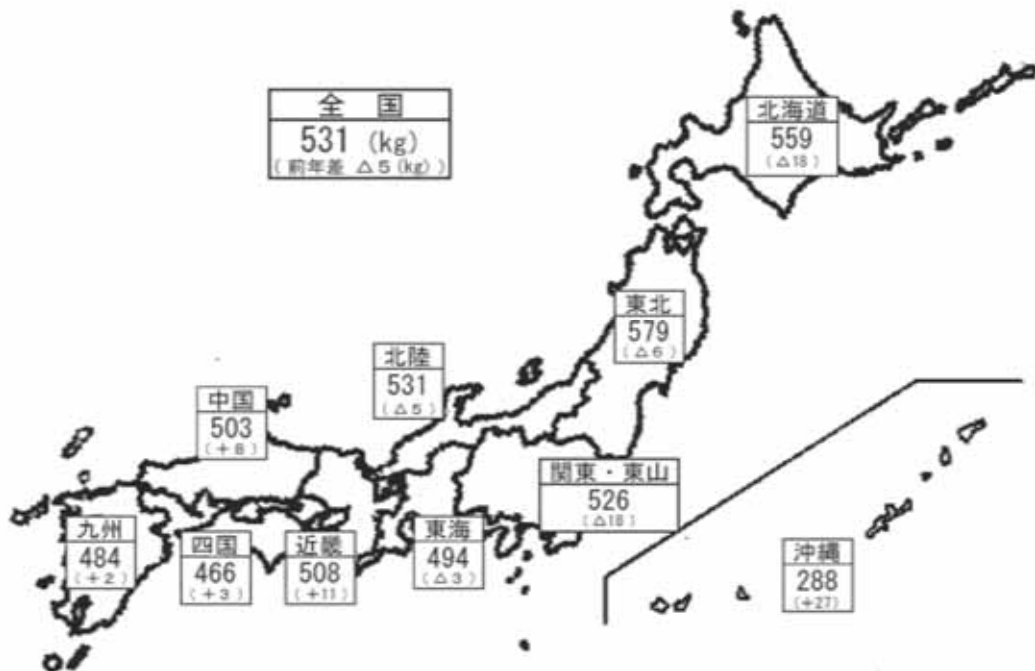 全 国
531 (kg)
(前年差 △5(kg))
北海道
559
(△18)
東北
579
(△6)
北陸
531
(△5)
中国
503
(+8)
関東・東山
526
(△18)
九州
484
(+2)
四国
466
(+3)
近畿
508
(+11)
東海
494
(△3)
沖縄
288
(+27)